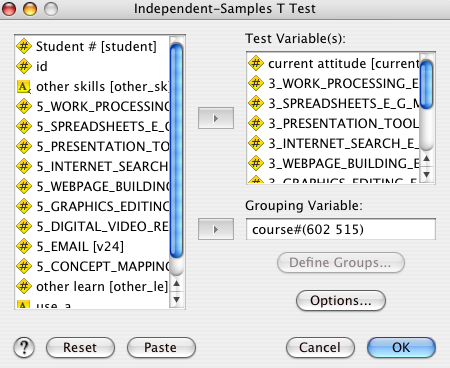 Independent-Samples T Test
Student # [student]
id
other skills [other_sk
5_WORK_PROCESSING
5_SPREADSHEETS_E_G
5_PRESENTATION_TO
5_INTERNET_SEARCH
5_WEBPAGE_BUILDING
5_GRAPHICS_EDITING
5_DIGITAL_VIDEO_RE
5_EMAIL [v24]
5_CONCEPT_MAPPING
other learn [other_le]
use a
Test Variable(s):
current attitude [current
3_WORK_PROCESSING_E
3_SPREADSHEETS_E_G_M
3_PRESENTATION_TOOL
3_INTERNET_SEARCH_E
3_WEBPAGE_BUILDING_E
3_GRAPHICS_EDITING_E
Grouping Variable:
course#(602 515)
Define Groups...
Options...
?
Reset
Paste
Cancel
OK